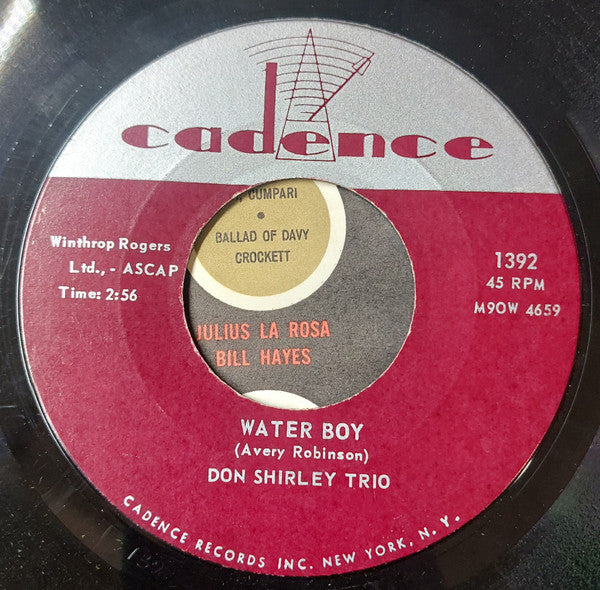 cadence
Winthrop Rogers
Ltd., - ASCAP
Time: 2:56
1392
45 RPM
M9OW 4659
CUMPARI
•
BALLAD OF DAVY
CROCKETT
JULIUS LA ROSA
BILL HAYES
WATER BOY
(Avery Robinson)
DON SHIRLEY TRIO
CADENCE RECORDS INC. NEW YORK, N. Y.